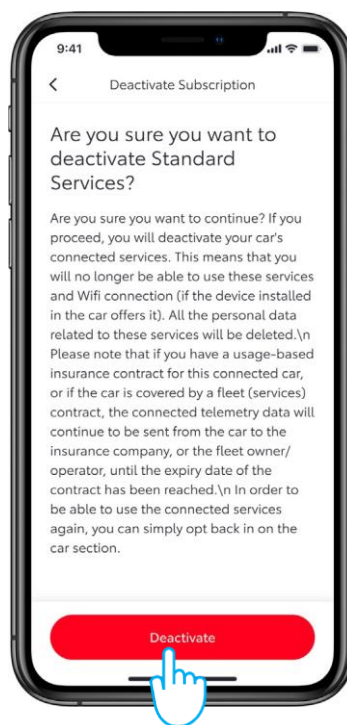 9:41
Deactivate Subscription
Are you sure you want to
deactivate Standard
Services?
Are you sure you want to continue? If you
proceed, you will deactivate your car's
connected services. This means that you
will no longer be able to use these services
and Wifi connection (if the device installed
in the car offers it). All the personal data
related to these services will be deleted.\n
Please note that if you have a usage-based
insurance contract for this connected car,
or if the car is covered by a fleet (services)
contract, the connected telemetry data will
continue to be sent from the car to the
insurance company, or the fleet owner/
operator, until the expiry date of the
contract has been reached.\n In order to
be able to use the connected services
again, you can simply opt back in on the
car section.
Deactivate